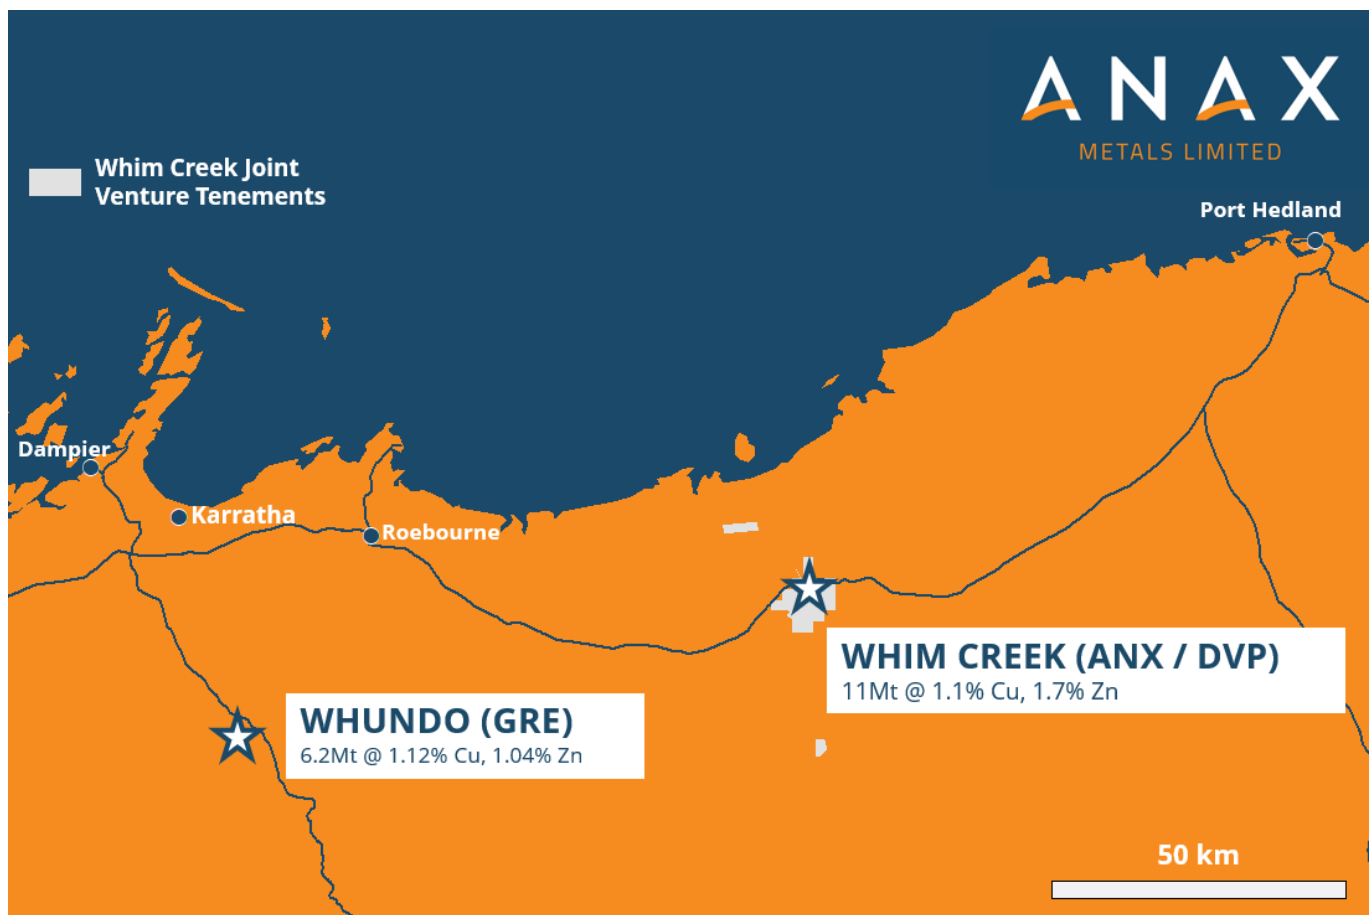 ANAX
METALS LIMITED
Whim Creek Joint
Venture Tenements
Port Hedland
Dampier
Karratha
Roebourne
WHIM CREEK (ANX / DVP)
11Mt @ 1.1% Cu, 1.7% Zn
WHUNDO (GRE)
6.2Mt @ 1.12% Cu, 1.04% Zn
50 km